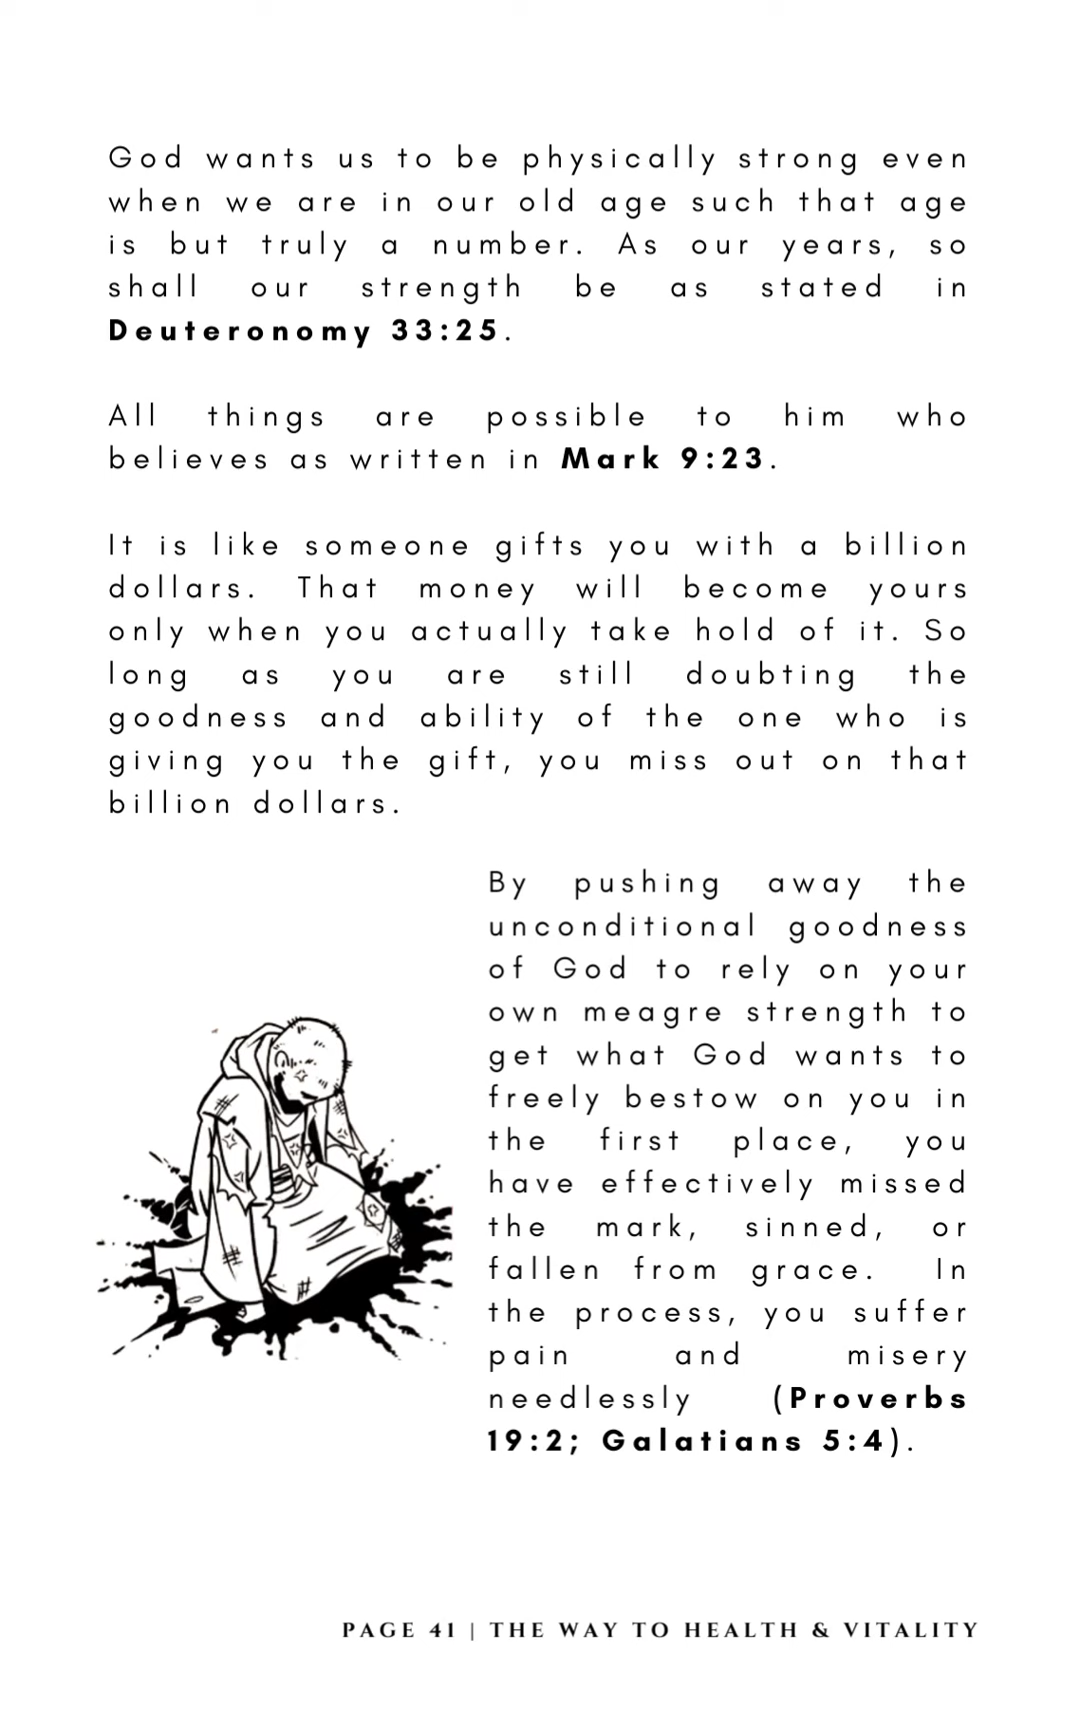 God wants us to be physically strong even
when we are in our old age such that age
is but truly a number. As our years, so
shall our strength be as stated in
Deuteronomy 33:25.
All things are possible to him who
believes as written in Mark 9:23.
It is like someone gifts you with a billion
dollars. That money will become yours
only when you actually take hold of it. So
long as you are still doubting the
goodness and ability of the one who is
giving you the gift, you miss out on that
billion dollars.
By pushing away the
unconditional goodness
of God to rely on your
own meagre strength to
get what God wants to
freely bestow on you in
the first place, you
have effectively missed
the mark, sinned, or
fallen from grace. In
the process, you suffer
pain and misery
needlessly (Proverbs
19:2; Galatians 5:4).
PAGE 41 | THE WAY TO HEALTH & VITALITY